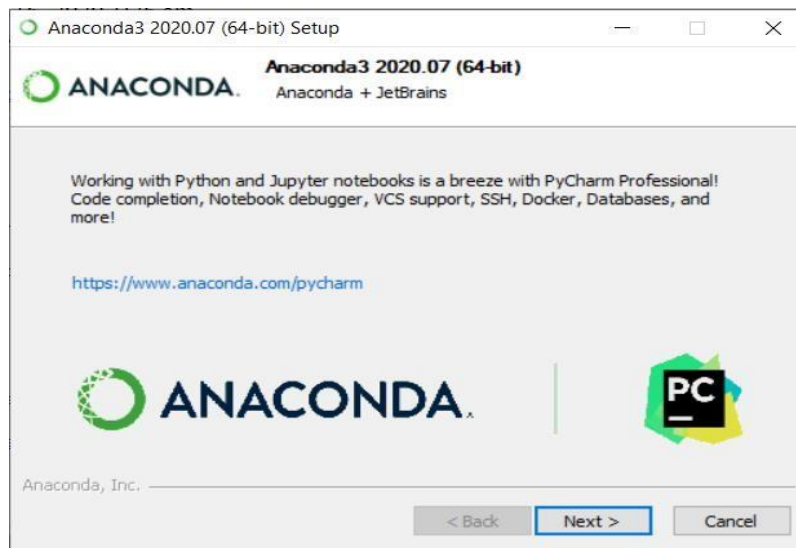 Anaconda3 2020.07 (64-bit) Setup
ANACONDA.
Anaconda3 2020.07 (64-bit)
Anaconda + JetBrains
Working with Python and Jupyter notebooks is a breeze with PyCharm Professional!
Code completion, Notebook debugger, VCS support, SSH, Docker, Databases, and
more!
https://www.anaconda.com/pycharm
ANACONDA.
PC
Anaconda, Inc.
< Back
Next >
Cancel